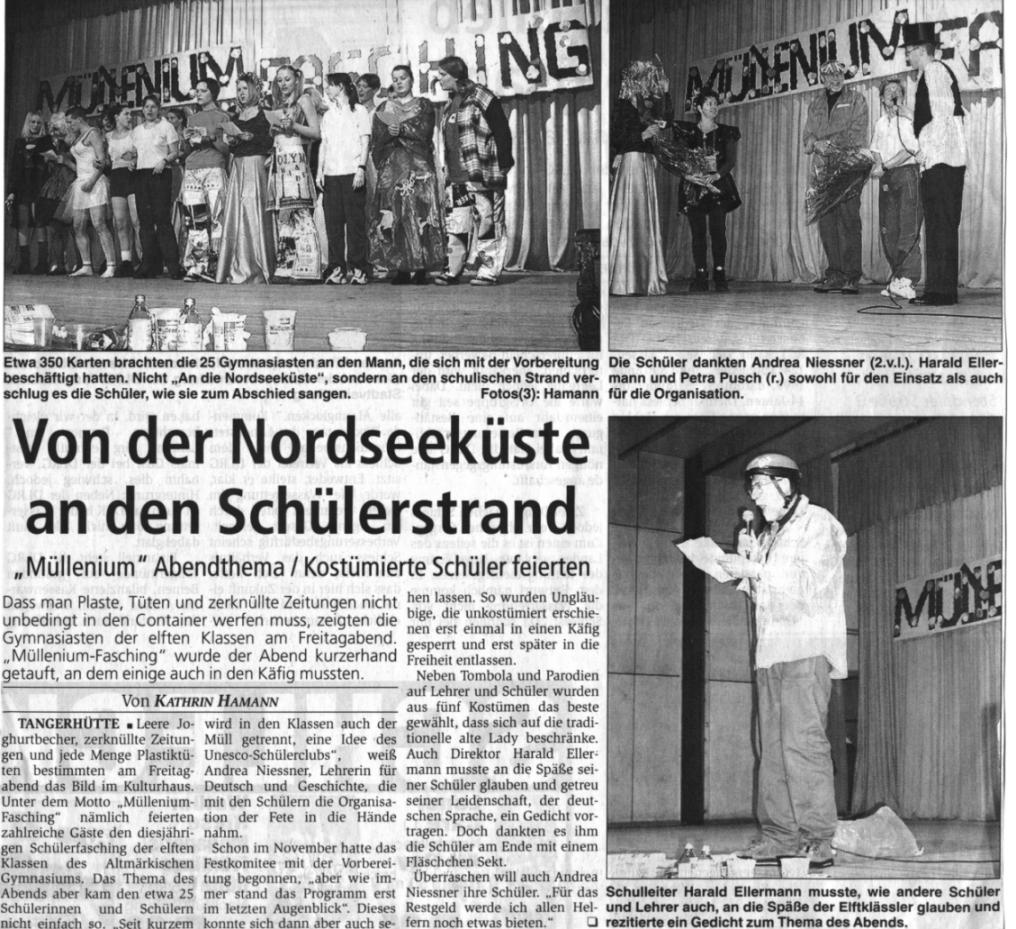 MÜLLENIUM FASCHING
MÜLLENIUM FA
Etwa 350 Karten brachten die 25 Gymnasiasten an den Mann, die sich mit der Vorbereitung
beschäftigt hatten. Nicht „An die Nordseeküste“, sondern an den schulischen Strand ver-
schlug es die Schüler, wie sie zum Abschied sangen. Fotos(3): Hamann
Die Schüler dankten Andrea Niessner (2.v.l.). Harald Eller-
mann und Petra Pusch (r.) sowohl für den Einsatz als auch
für die Organisation.
Von der Nordseeküste
an den Schülerstrand
„Müllenium“ Abendthema / Kostümierte Schüler feierten
Dass man Plaste, Tüten und zerknüllte Zeitungen nicht
unbedingt in den Container werfen muss, zeigten die
Gymnasiasten der elften Klassen am Freitagabend.
„Müllenium-Fasching“ wurde der Abend kurzerhand
getauft, an dem einige auch in den Käfig mussten.
Von KATHRIN HAMANN
TANGERHÜTTE ▪ Leere Jo-
ghurtbecher, zerknüllte Zeitun-
gen und jede Menge Plastiktü-
ten bestimmten am Freitag-
abend das Bild im Kulturhaus.
Unter dem Motto „Müllenium-
Fasching“ nämlich feierten
zahlreiche Gäste den diesjähri-
gen Schülerfasching der elften
Klassen des Altmärkischen
Gymnasiums. Das Thema des
Abends aber kam den etwa 25
Schülerinnen und Schülern
nicht einfach so. „Seit kurzem
wird in den Klassen auch der
Müll getrennt, eine Idee des
Unesco-Schülerclubs“, weiß
Andrea Niessner, Lehrerin für
Deutsch und Geschichte, die
mit den Schülern die Organisa-
tion der Fete in die Hände
nahm.
Schon im November hatte das
Festkomitee mit der Vorberei-
tung begonnen, „aber wie im-
mer stand das Programm erst
im letzten Augenblick“. Dieses
konnte sich dann aber auch se-
hen lassen. So wurden Ungläu-
bige, die unkostümiert erschie-
nen erst einmal in einen Käfig
gesperrt und erst später in die
Freiheit entlassen.
Neben Tombola und Parodien
auf Lehrer und Schüler wurden
aus fünf Kostümen das beste
gewählt, dass sich auf die tradi-
tionelle alte Lady beschränke.
Auch Direktor Harald Eller-
mann musste an die Späße sei-
ner Schüler glauben und getreu
seiner Leidenschaft, der deut-
schen Sprache, ein Gedicht vor-
tragen. Doch dankten es ihm
die Schüler am Ende mit einem
Fläschchen Sekt.
Überraschen will auch Andrea
Niessner ihre Schüler. „Für das
Restgeld werde ich allen Hel-
fern noch etwas bieten.“ ❑
MÜLLE
Schulleiter Harald Ellermann musste, wie andere Schüler
und Lehrer auch, an die Späße der Elftklässler glauben und
rezitierte ein Gedicht zum Thema des Abends.